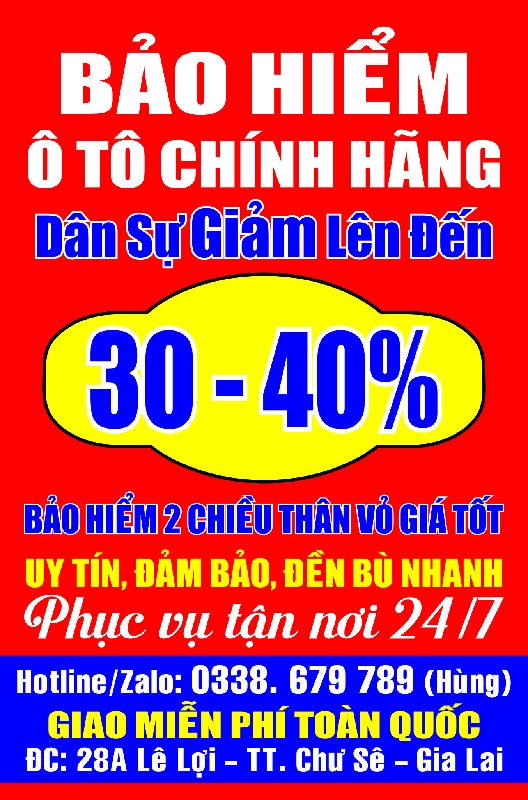 BẢO HIỂM
Ô TÔ CHÍNH HÃNG
Dân Sự Giảm Lên Đến
30 - 40%
BẢO HIỂM 2 CHIỀU THÂN VỎ GIÁ TỐT
UY TÍN, ĐẢM BẢO, ĐỀN BÙ NHANH
Phục vụ tận nơi 24/7
Hotline/Zalo: 0338. 679 789 (Hùng)
GIAO MIỄN PHÍ TOÀN QUỐC
ĐC: 28A Lê Lợi - TT. Chư Sê - Gia Lai